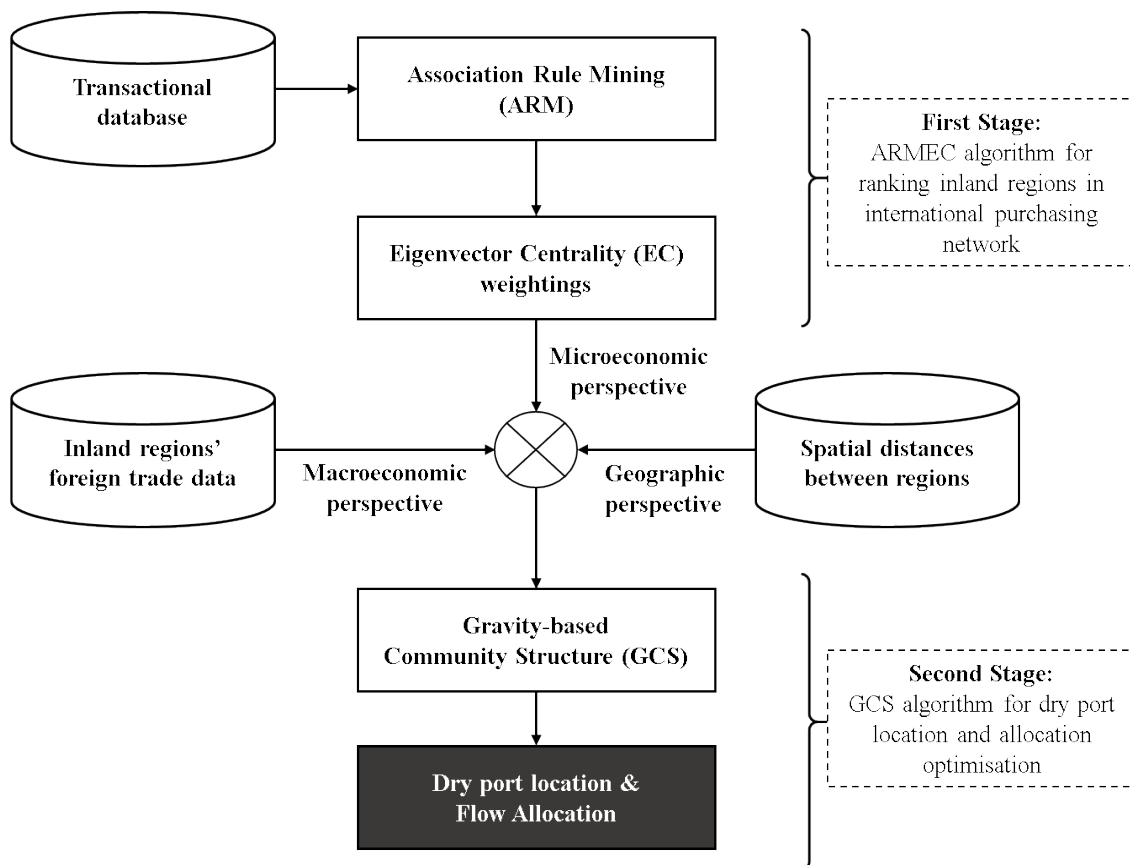 Transactional
database
Association Rule Mining
(ARM)
First Stage:
ARMEC algorithm for
ranking inland regions in
international purchasing
network
Eigenvector Centrality (EC)
weightings
Microeconomic
perspective
Inland regions’
foreign trade data
Macroeconomic
perspective
Geographic
perspective
Spatial distances
between regions
Gravity-based
Community Structure (GCS)
Second Stage:
GCS algorithm for dry port
location and allocation
optimisation
Dry port location &
Flow Allocation